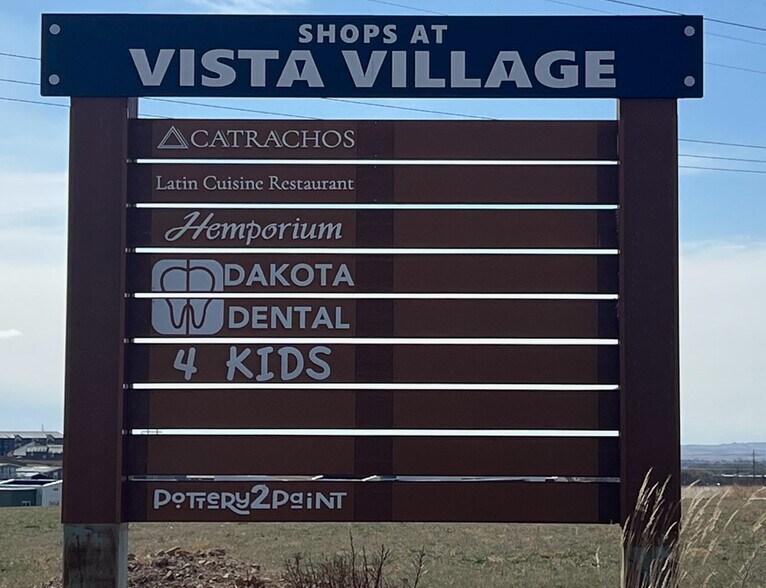 SHOPS AT
VISTA VILLAGE
CATRACHOS
Latin Cuisine Restaurant
Hemporium
DAKOTA
DENTAL
4 KIDS
POTTERY2PAINT